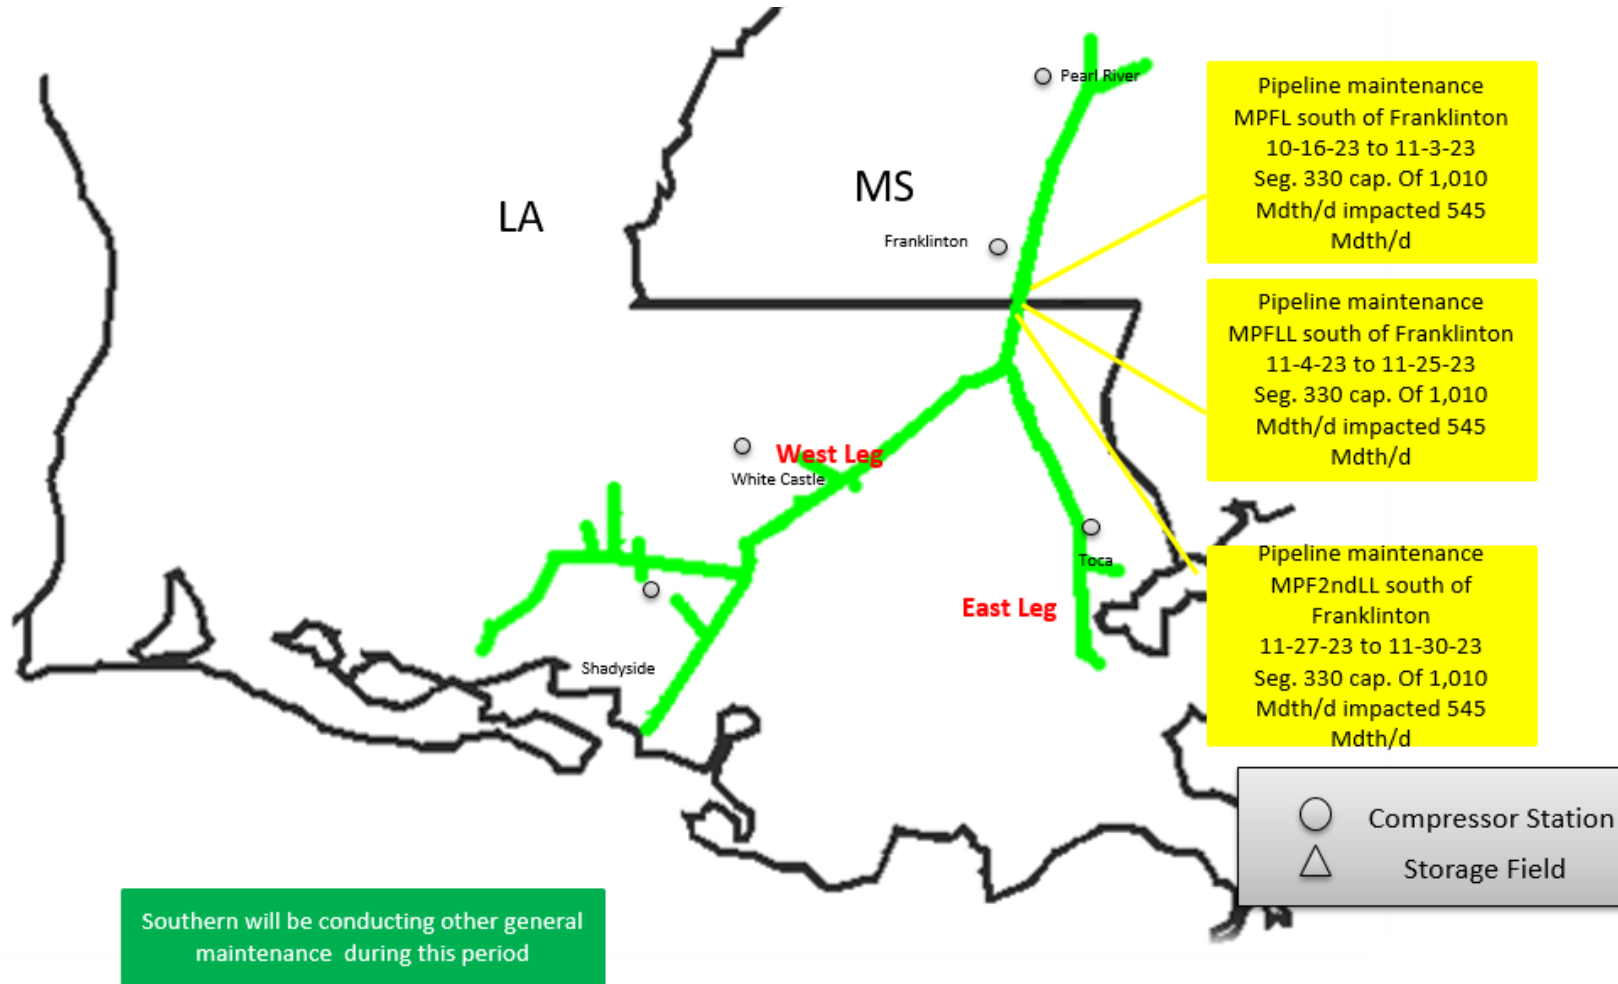 Pearl River
MS
LA
Franklinton
West Leg
White Castle
Toca
East Leg
Shadyside
Pipeline maintenance
MPFL south of Franklinton
10-16-23 to 11-3-23
Seg. 330 cap. Of 1,010
Mdth/d impacted 545
Mdth/d
Pipeline maintenance
MPFLL south of Franklinton
11-4-23 to 11-25-23
Seg. 330 cap. Of 1,010
Mdth/d impacted 545
Mdth/d
Pipeline maintenance
MPF2ndLL south of
Franklinton
11-27-23 to 11-30-23
Seg. 330 cap. Of 1,010
Mdth/d impacted 545
Mdth/d
Compressor Station
Storage Field
Southern will be conducting other general
maintenance during this period